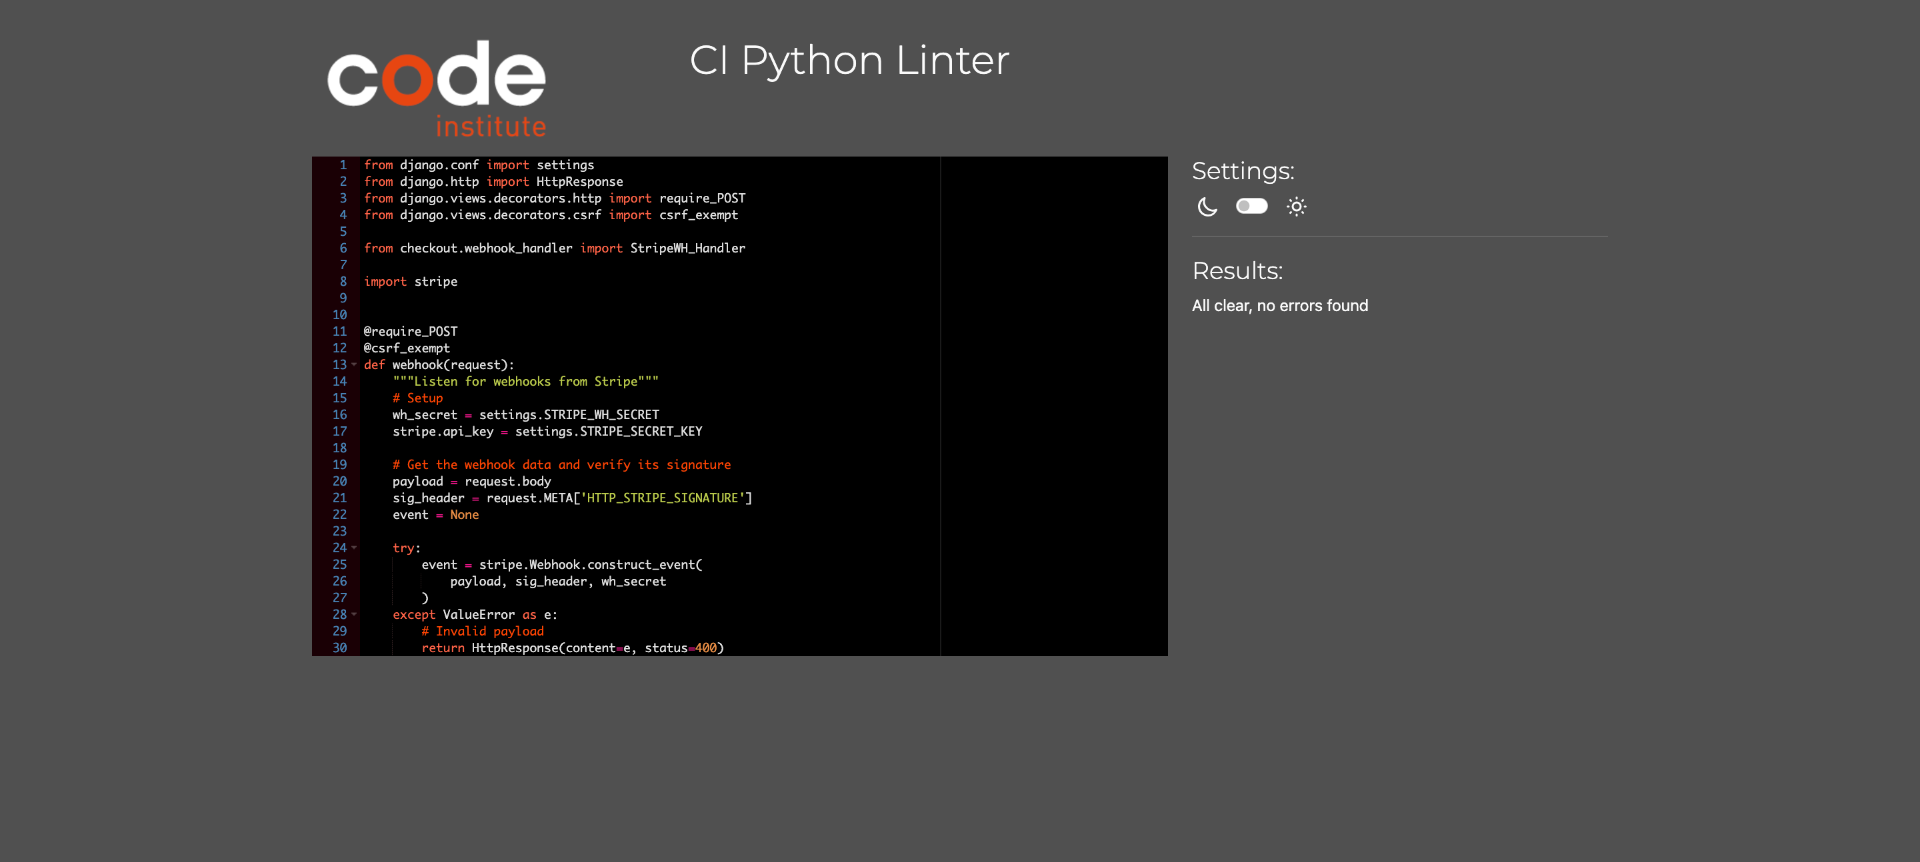 code
institute
CI Python Linter
1 from django.conf import settings
2 from django.http import HttpResponse
3 from django.views.decorators.http import require_POST
4 from django.views.decorators.csrf import csrf_exempt
5
6 from checkout.webhook_handler import StripeWH_Handler
7
8 import stripe
9
10
11 @require_POST
12 @csrf_exempt
13 def webhook(request):
14     """Listen for webhooks from Stripe"""
15     # Setup
16     wh_secret = settings.STRIPE_WH_SECRET
17     stripe.api_key = settings.STRIPE_SECRET_KEY
18
19     # Get the webhook data and verify its signature
20     payload = request.body
21     sig_header = request.META['HTTP_STRIPE_SIGNATURE']
22     event = None
23
24     try:
25         event = stripe.Webhook.construct_event(
26             payload, sig_header, wh_secret
27         )
28     except ValueError as e:
29         # Invalid payload
30         return HttpResponse(content=e, status=400)
Settings:
Results:
All clear, no errors found